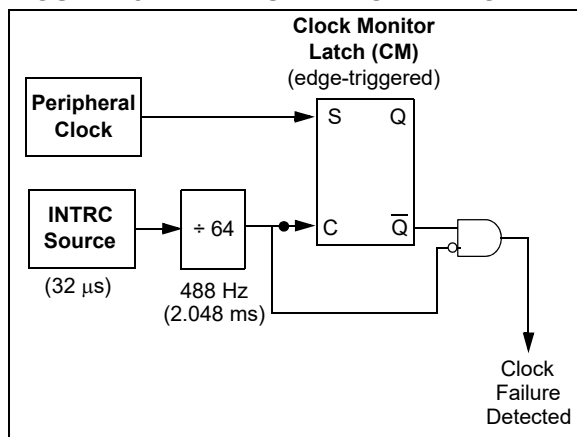 Clock Monitor
Latch (CM)
(edge-triggered)
Peripheral
Clock
S
Q
INTRC
Source
÷ 64
C
Q̅
(32 μs)
488 Hz
(2.048 ms)
Clock
Failure
Detected